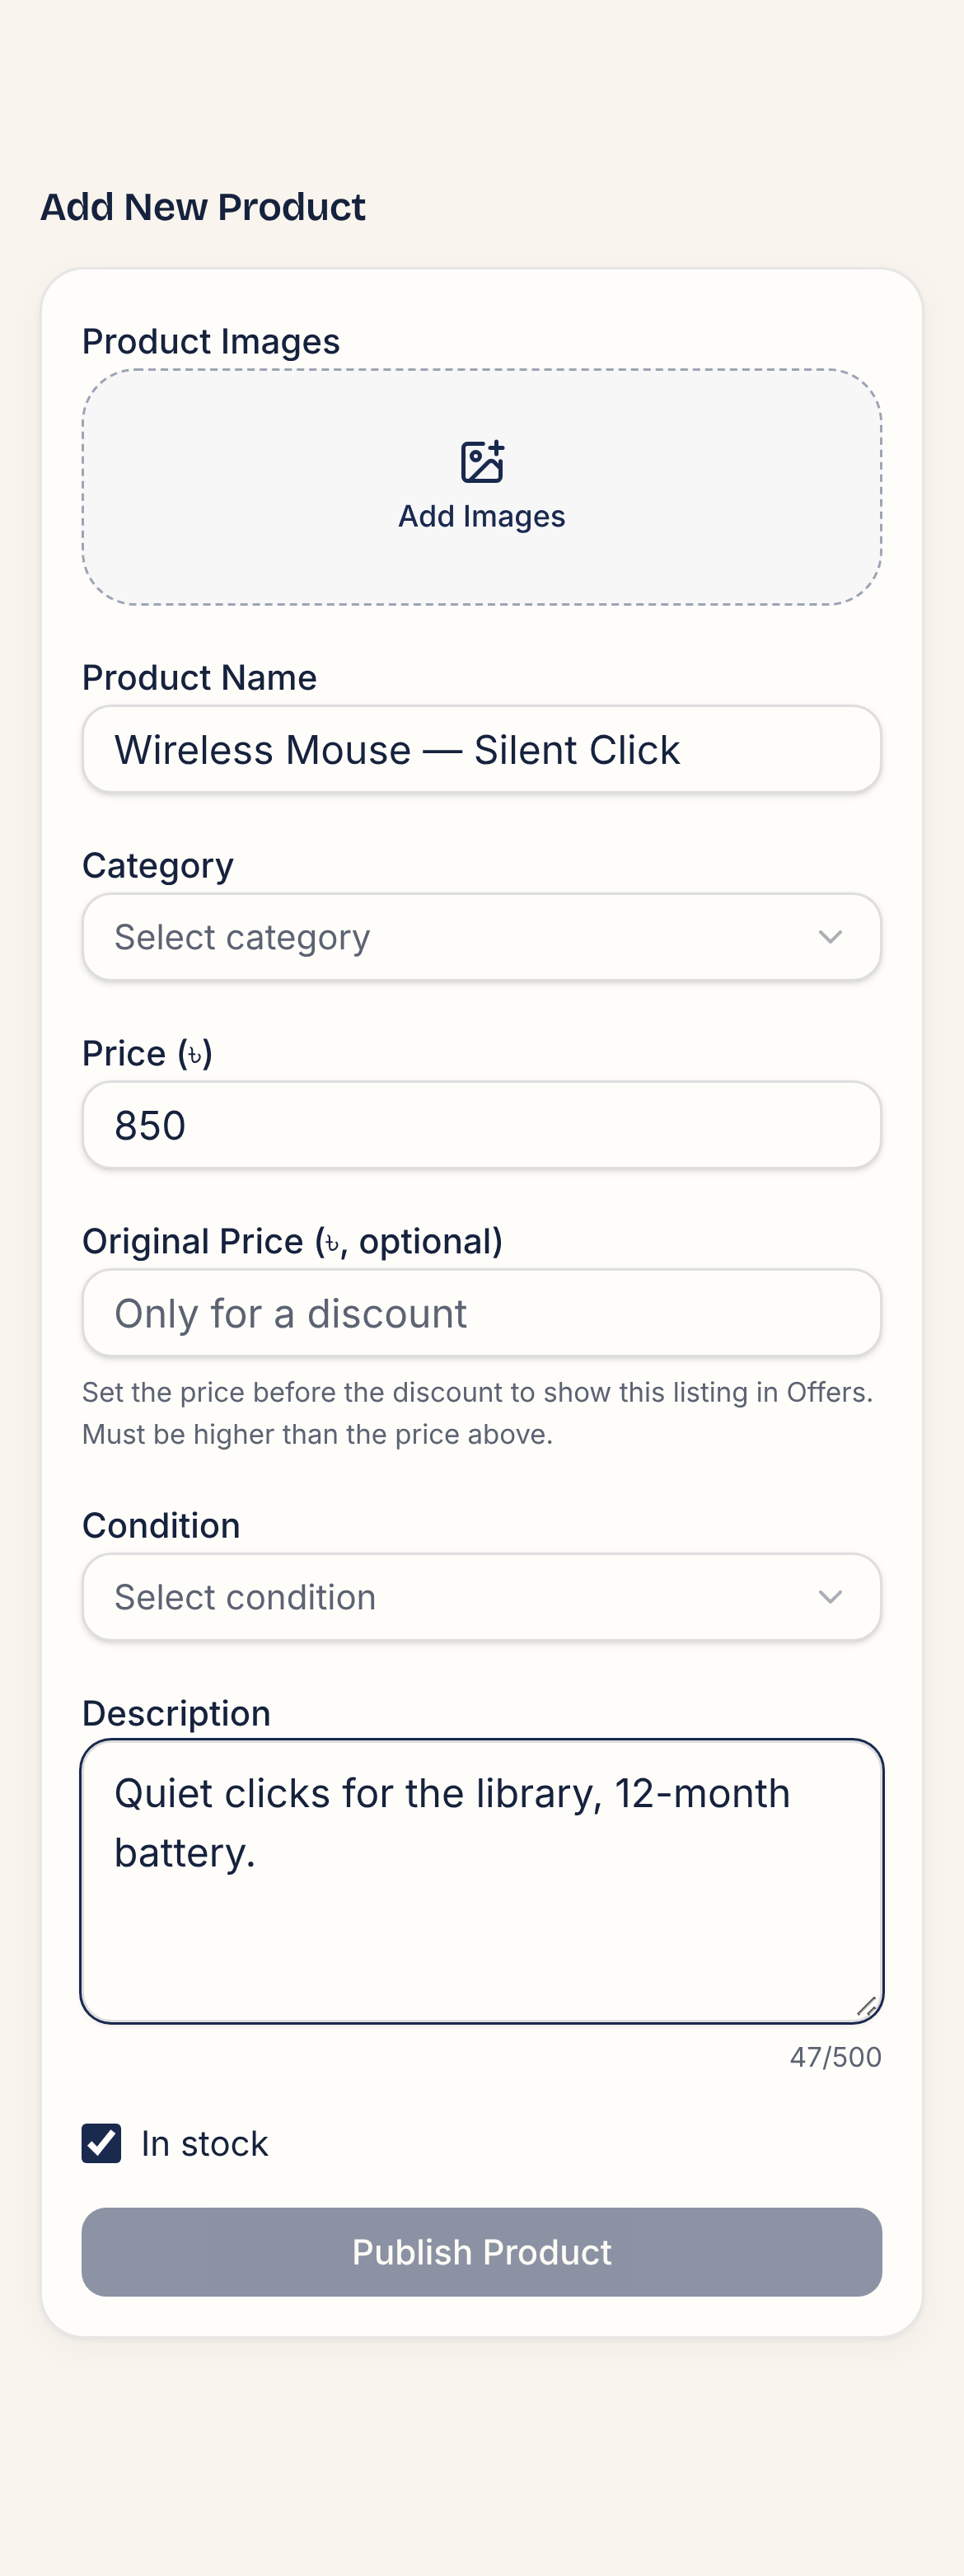 Add New Product
Product Images
Add Images
Product Name
Wireless Mouse — Silent Click
Category
Select category
Price (৳)
850
Original Price (৳, optional)
Only for a discount
Set the price before the discount to show this listing in Offers.
Must be higher than the price above.
Condition
Select condition
Description
Quiet clicks for the library, 12-month
battery.
47/500
In stock
Publish Product